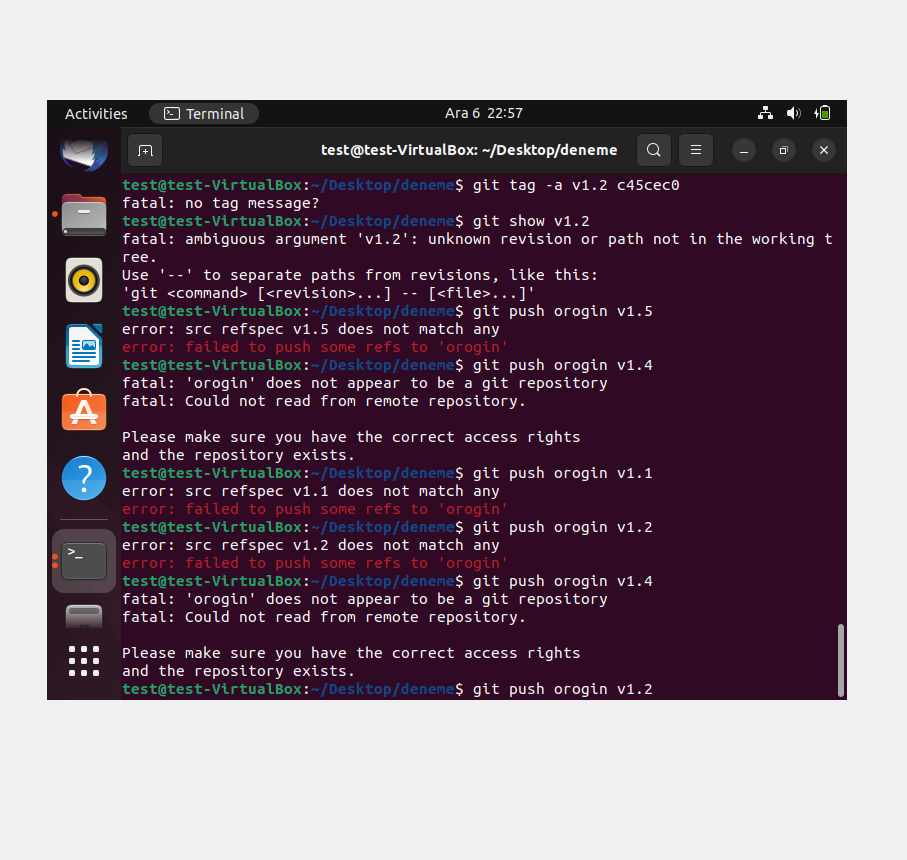 Activities
Terminal
Ara 6 22:57
test@test-VirtualBox: ~/Desktop/deneme
test@test-VirtualBox:~/Desktop/deneme$ git tag -a v1.2 c45cec0
fatal: no tag message?
test@test-VirtualBox:~/Desktop/deneme$ git show v1.2
fatal: ambiguous argument 'v1.2': unknown revision or path not in the working t
ree.
Use '--' to separate paths from revisions, like this:
'git <command> [<revision>...] -- [<file>...]'
test@test-VirtualBox:~/Desktop/deneme$ git push orogin v1.5
error: src refspec v1.5 does not match any
error: failed to push some refs to 'orogin'
test@test-VirtualBox:~/Desktop/deneme$ git push orogin v1.4
fatal: 'orogin' does not appear to be a git repository
fatal: Could not read from remote repository.

Please make sure you have the correct access rights
and the repository exists.
test@test-VirtualBox:~/Desktop/deneme$ git push orogin v1.1
error: src refspec v1.1 does not match any
error: failed to push some refs to 'orogin'
test@test-VirtualBox:~/Desktop/deneme$ git push orogin v1.2
error: src refspec v1.2 does not match any
error: failed to push some refs to 'orogin'
test@test-VirtualBox:~/Desktop/deneme$ git push orogin v1.4
fatal: 'orogin' does not appear to be a git repository
fatal: Could not read from remote repository.

Please make sure you have the correct access rights
and the repository exists.
test@test-VirtualBox:~/Desktop/deneme$ git push orogin v1.2